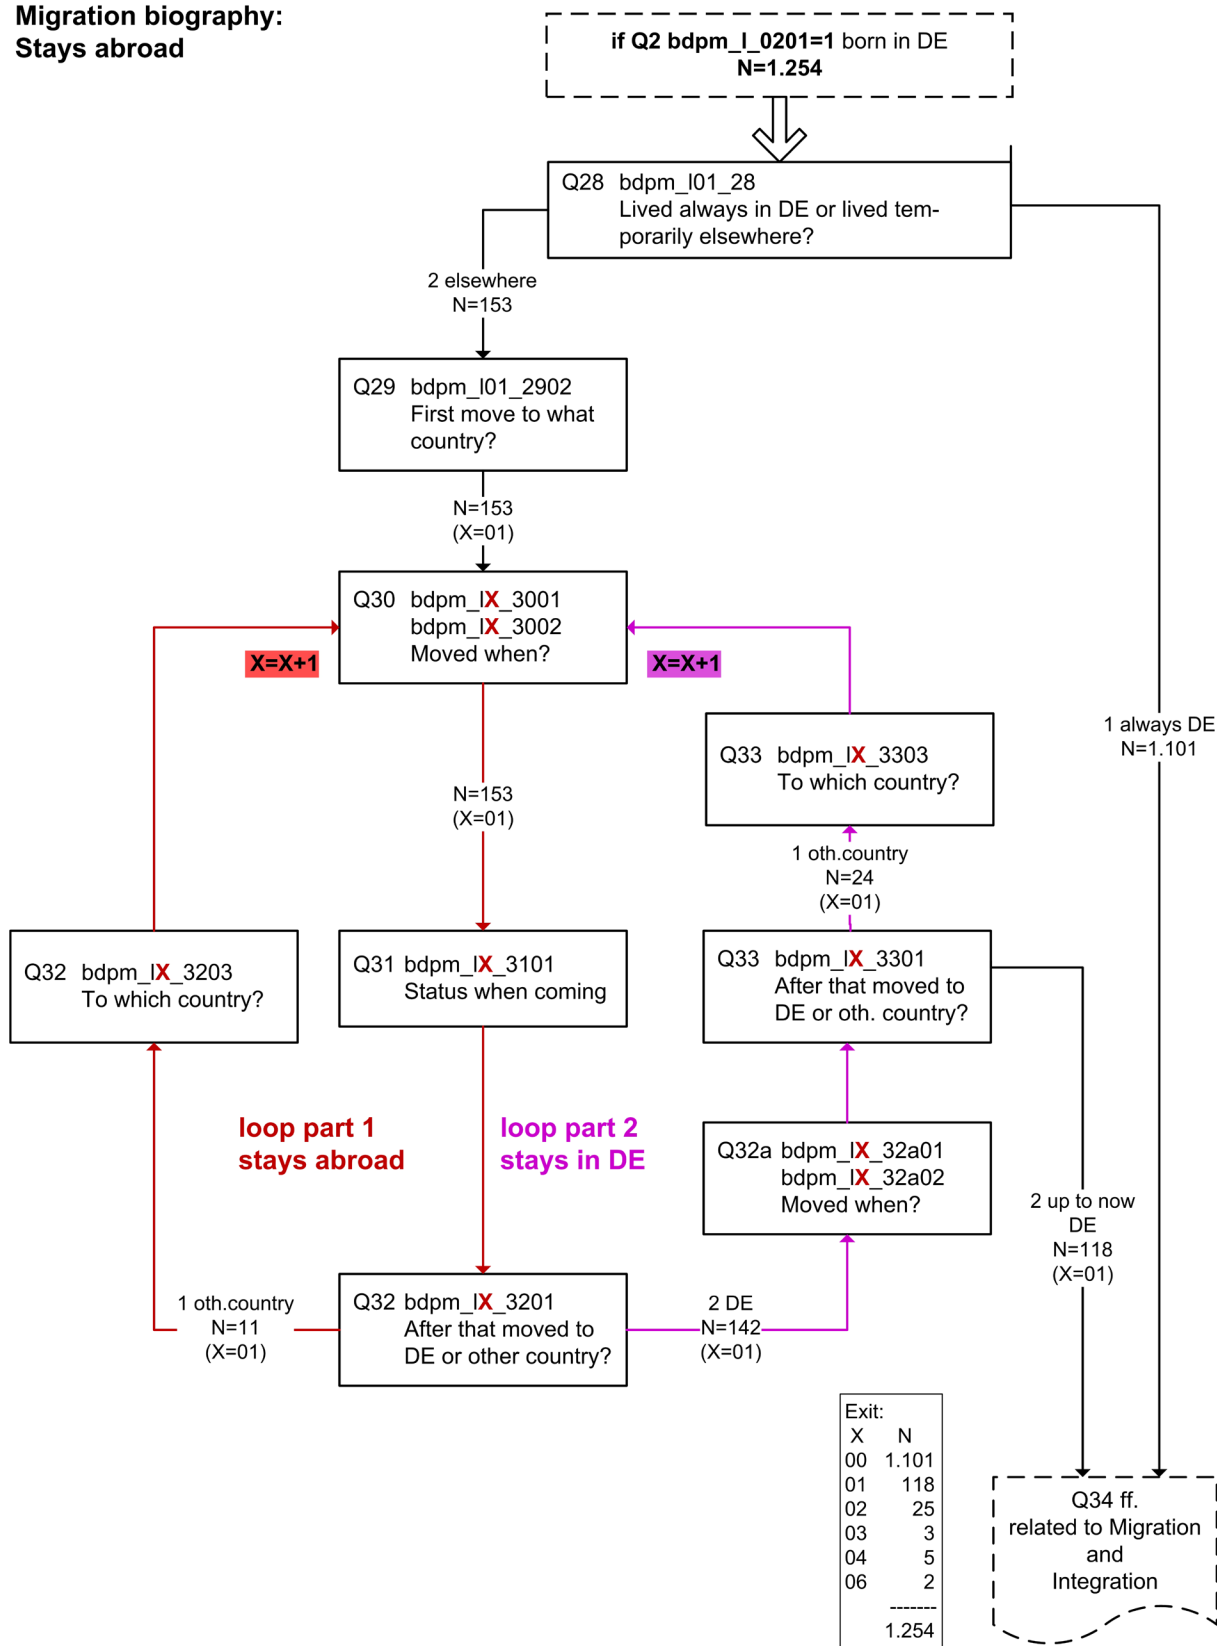 Migration biography:
Stays abroad
if Q2 bdpm_l_0201=1 born in DE
N=1.254
Q28 bdpm_l01_28
Lived always in DE or lived tem-
porarily elsewhere?
2 elsewhere
N=153
Q29 bdpm_l01_2902
First move to what
country?
N=153
(X=01)
Q30 bdpm_lX_3001
bdpm_lX_3002
Moved when?
X=X+1
X=X+1
1 always DE
N=1.101
Q33 bdpm_lX_3303
To which country?
N=153
(X=01)
1 oth.country
N=24
(X=01)
Q32 bdpm_lX_3203
To which country?
Q31 bdpm_lX_3101
Status when coming
Q33 bdpm_lX_3301
After that moved to
DE or oth. country?
loop part 1
stays abroad
loop part 2
stays in DE
Q32a bdpm_lX_32a01
bdpm_lX_32a02
Moved when?
2 up to now
DE
N=118
(X=01)
1 oth.country
N=11
(X=01)
Q32 bdpm_lX_3201
After that moved to
DE or other country?
2 DE
N=142
(X=01)
Exit:
X N
00 1.101
01 118
02 25
03 3
04 5
06 2
-------
1.254
Q34 ff.
related to Migration
and
Integration